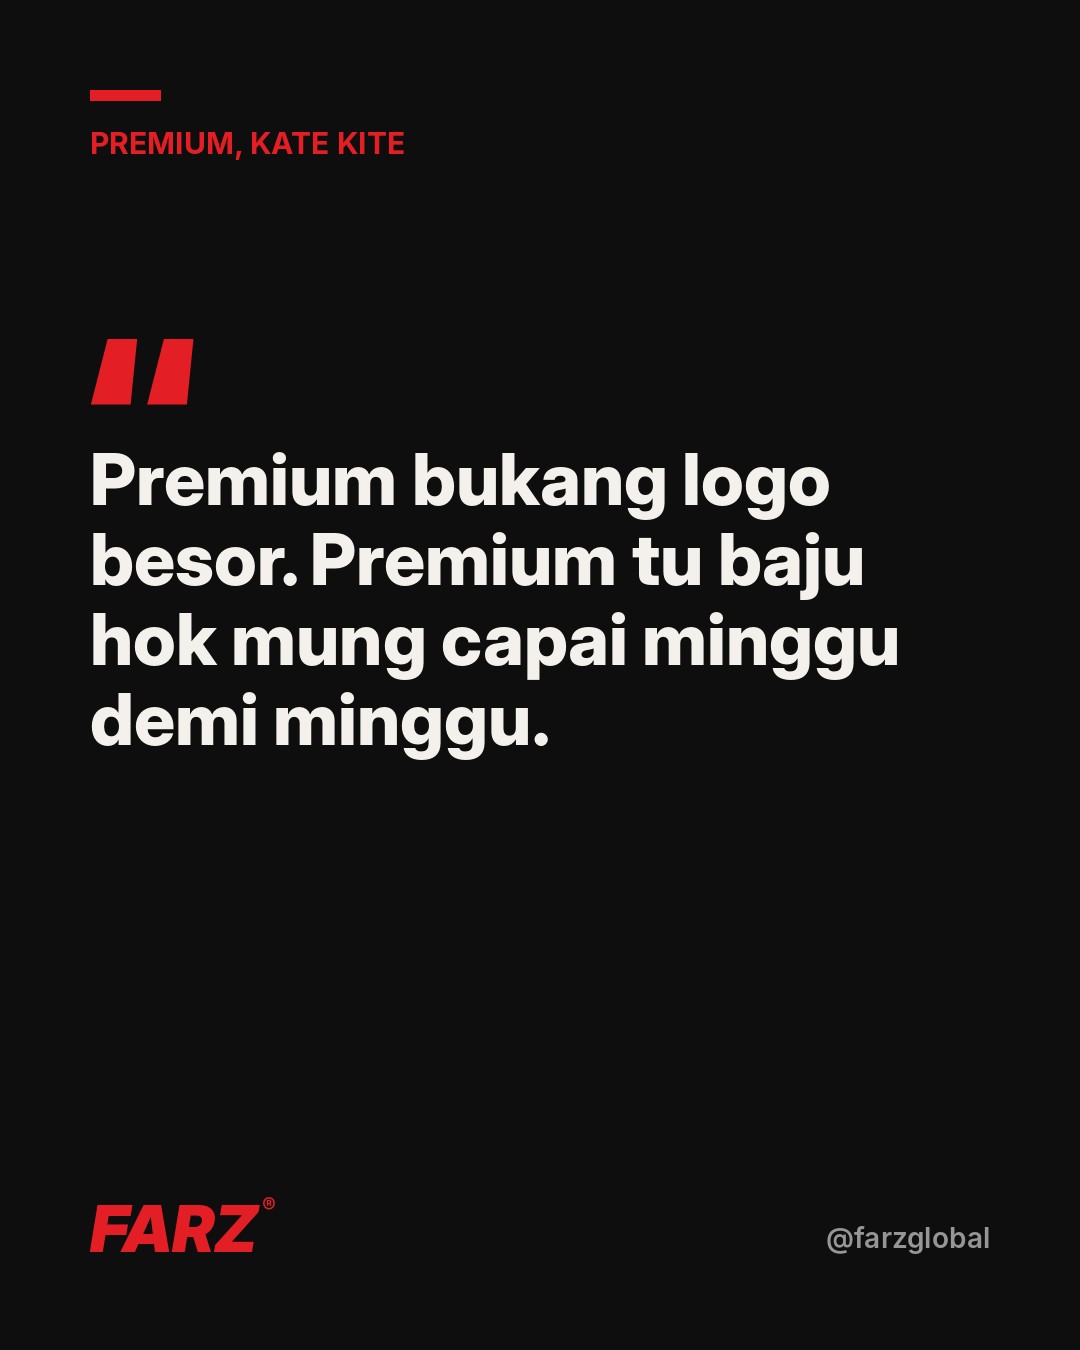 PREMIUM, KATE KITE
"
Premium bukang logo
besor. Premium tu baju
hok mung capai minggu
demi minggu.
FARZ®
@farzglobal